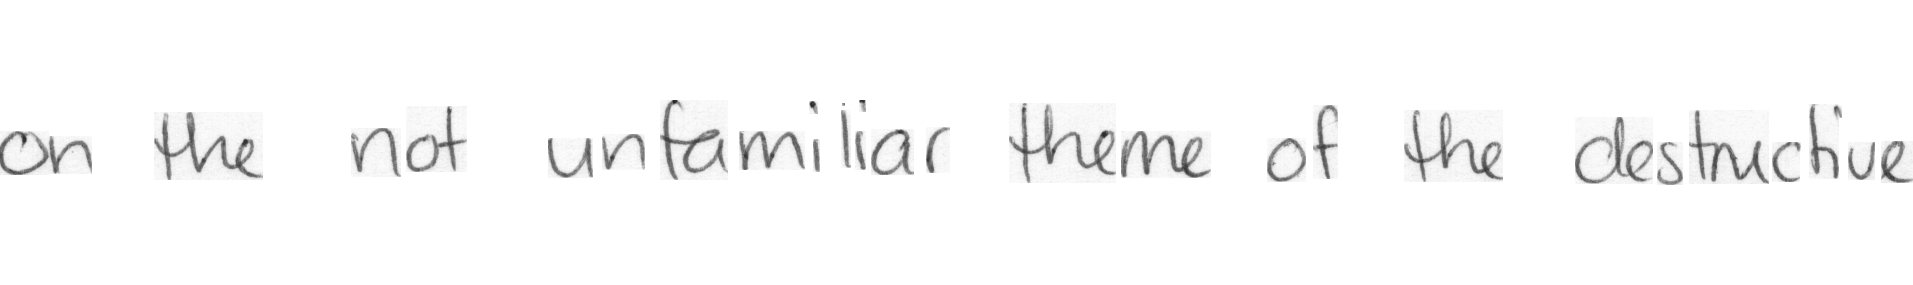 on the not unfamiliar theme of the destructive